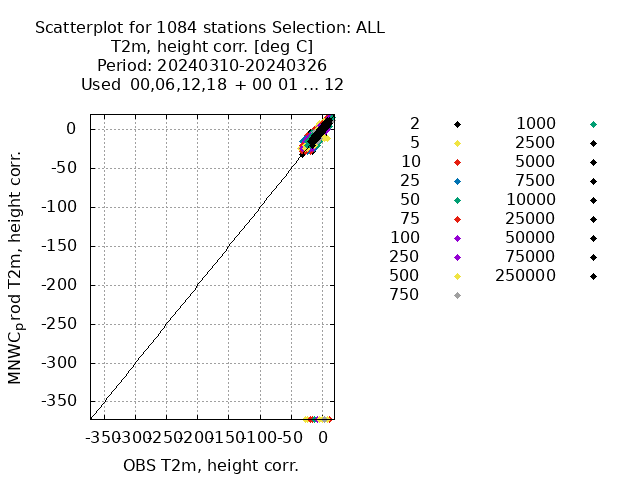 Scatterplot for 1084 stations Selection: ALL
T2m, height corr. [deg C]
Period: 20240310-20240326
Used 00,06,12,18 + 00 01 ... 12
0
-50
-100
-150
-200
-250
-300
-350
MNWC_prod T2m, height corr.
-350 -300 -250 -200 -150 -100 -50 0
OBS T2m, height corr.
2 1000
5 2500
10 5000
25 7500
50 10000
75 25000
100 50000
250 75000
500 250000
750